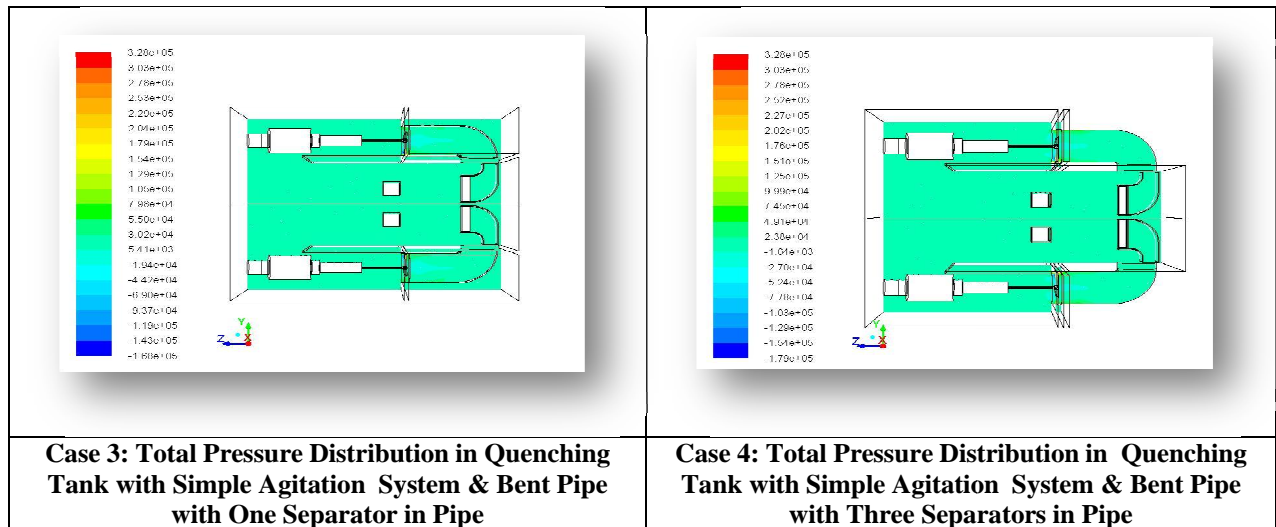 3.28e+05
3.03e+05
2.78e+05
2.53e+05
2.29e+05
2.04e+05
1.79e+05
1.54e+05
1.29e+05
1.05e+05
7.98e+04
5.50e+04
3.02e+04
5.41e+03
-1.94e+04
-4.42e+04
-6.90e+04
-9.37e+04
-1.19e+05
-1.43e+05
-1.68e+05
Y
Z X
Case 3: Total Pressure Distribution in Quenching
Tank with Simple Agitation System & Bent Pipe
with One Separator in Pipe
3.28e+05
3.03e+05
2.78e+05
2.52e+05
2.27e+05
2.02e+05
1.76e+05
1.51e+05
1.25e+05
9.99e+04
7.45e+04
4.91e+04
2.38e+04
-1.64e+03
-2.70e+04
-5.24e+04
-7.78e+04
-1.03e+05
-1.29e+05
-1.54e+05
-1.79e+05
Y
Z X
Case 4: Total Pressure Distribution in Quenching
Tank with Simple Agitation System & Bent Pipe
with Three Separators in Pipe